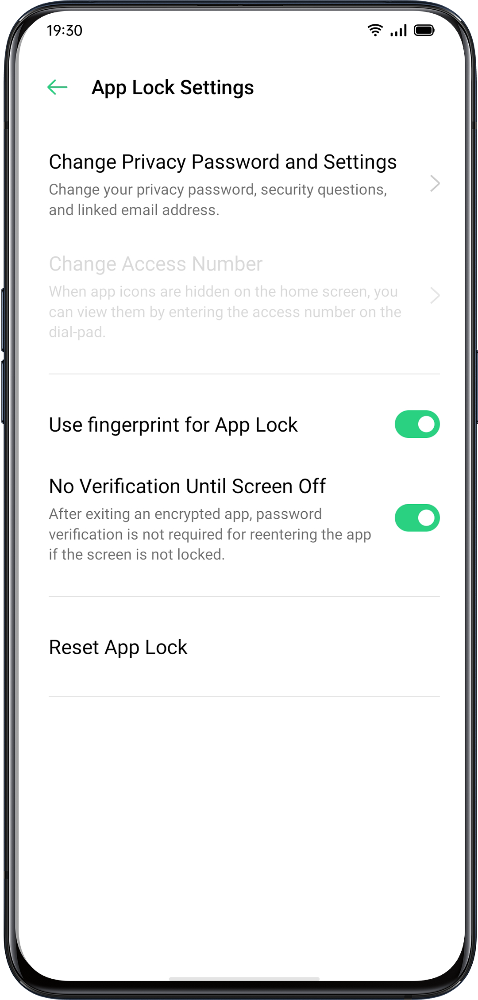 19:30
App Lock Settings
Change Privacy Password and Settings
Change your privacy password, security questions,
and linked email address.
Change Access Number
When app icons are hidden on the home screen, you
can view them by entering the access number on the
dial-pad.
Use fingerprint for App Lock
No Verification Until Screen Off
After exiting an encrypted app, password
verification is not required for reentering the app
if the screen is not locked.
Reset App Lock